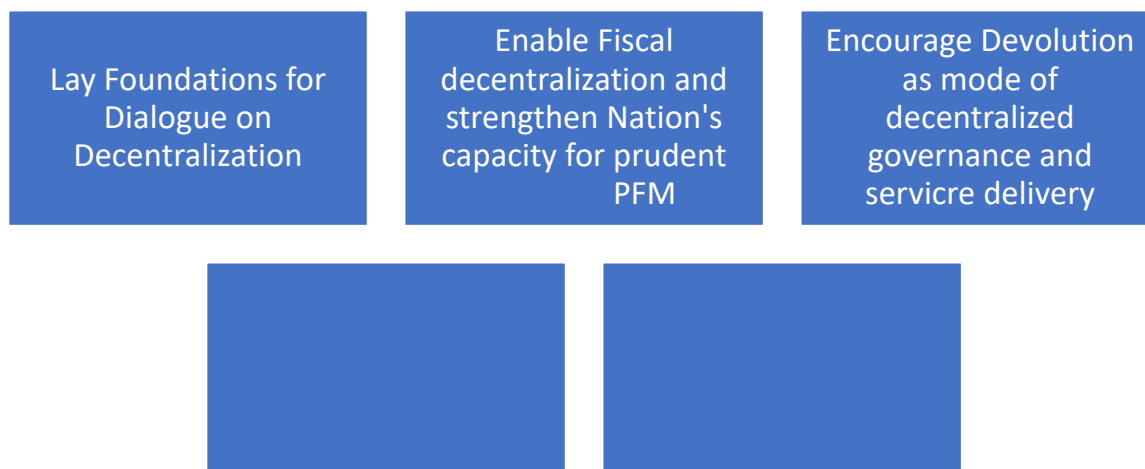 Lay Foundations for
Dialogue on
Decentralization
Enable Fiscal
decentralization and
strengthen Nation's
capacity for prudent
PFM
Encourage Devolution
as mode of
decentralized
governance and
servicre delivery